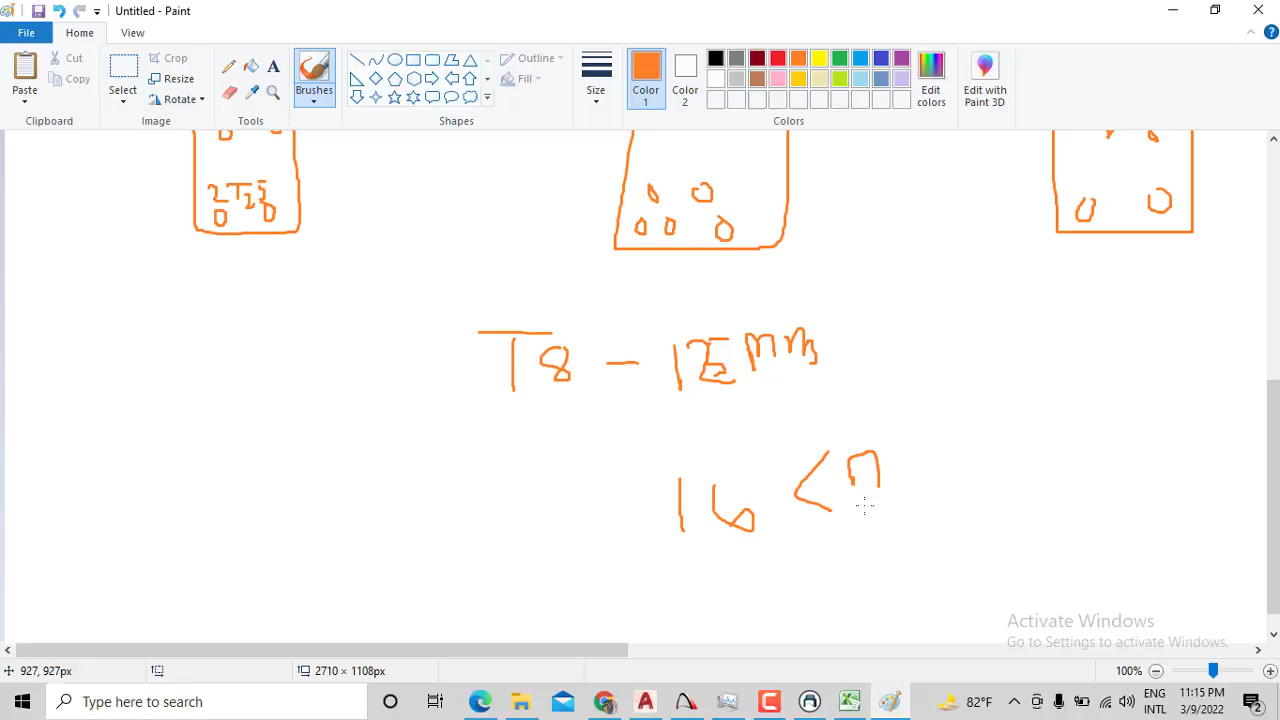 Untitled - Paint
File Home View
Paste Cut Copy Clipboard
Select Crop Resize Rotate Image
Tools
Brushes
Outline Fill Shapes
Size
Color 1 Color 2 Edit colors Colors
Edit with Paint 3D
2T25
T8 - 12mm
16 <
Activate Windows
Go to Settings to activate Windows.
927, 927px 2710 × 1108px 100%
Type here to search
82°F
ENG
INTL
11:15 PM
3/9/2022
2